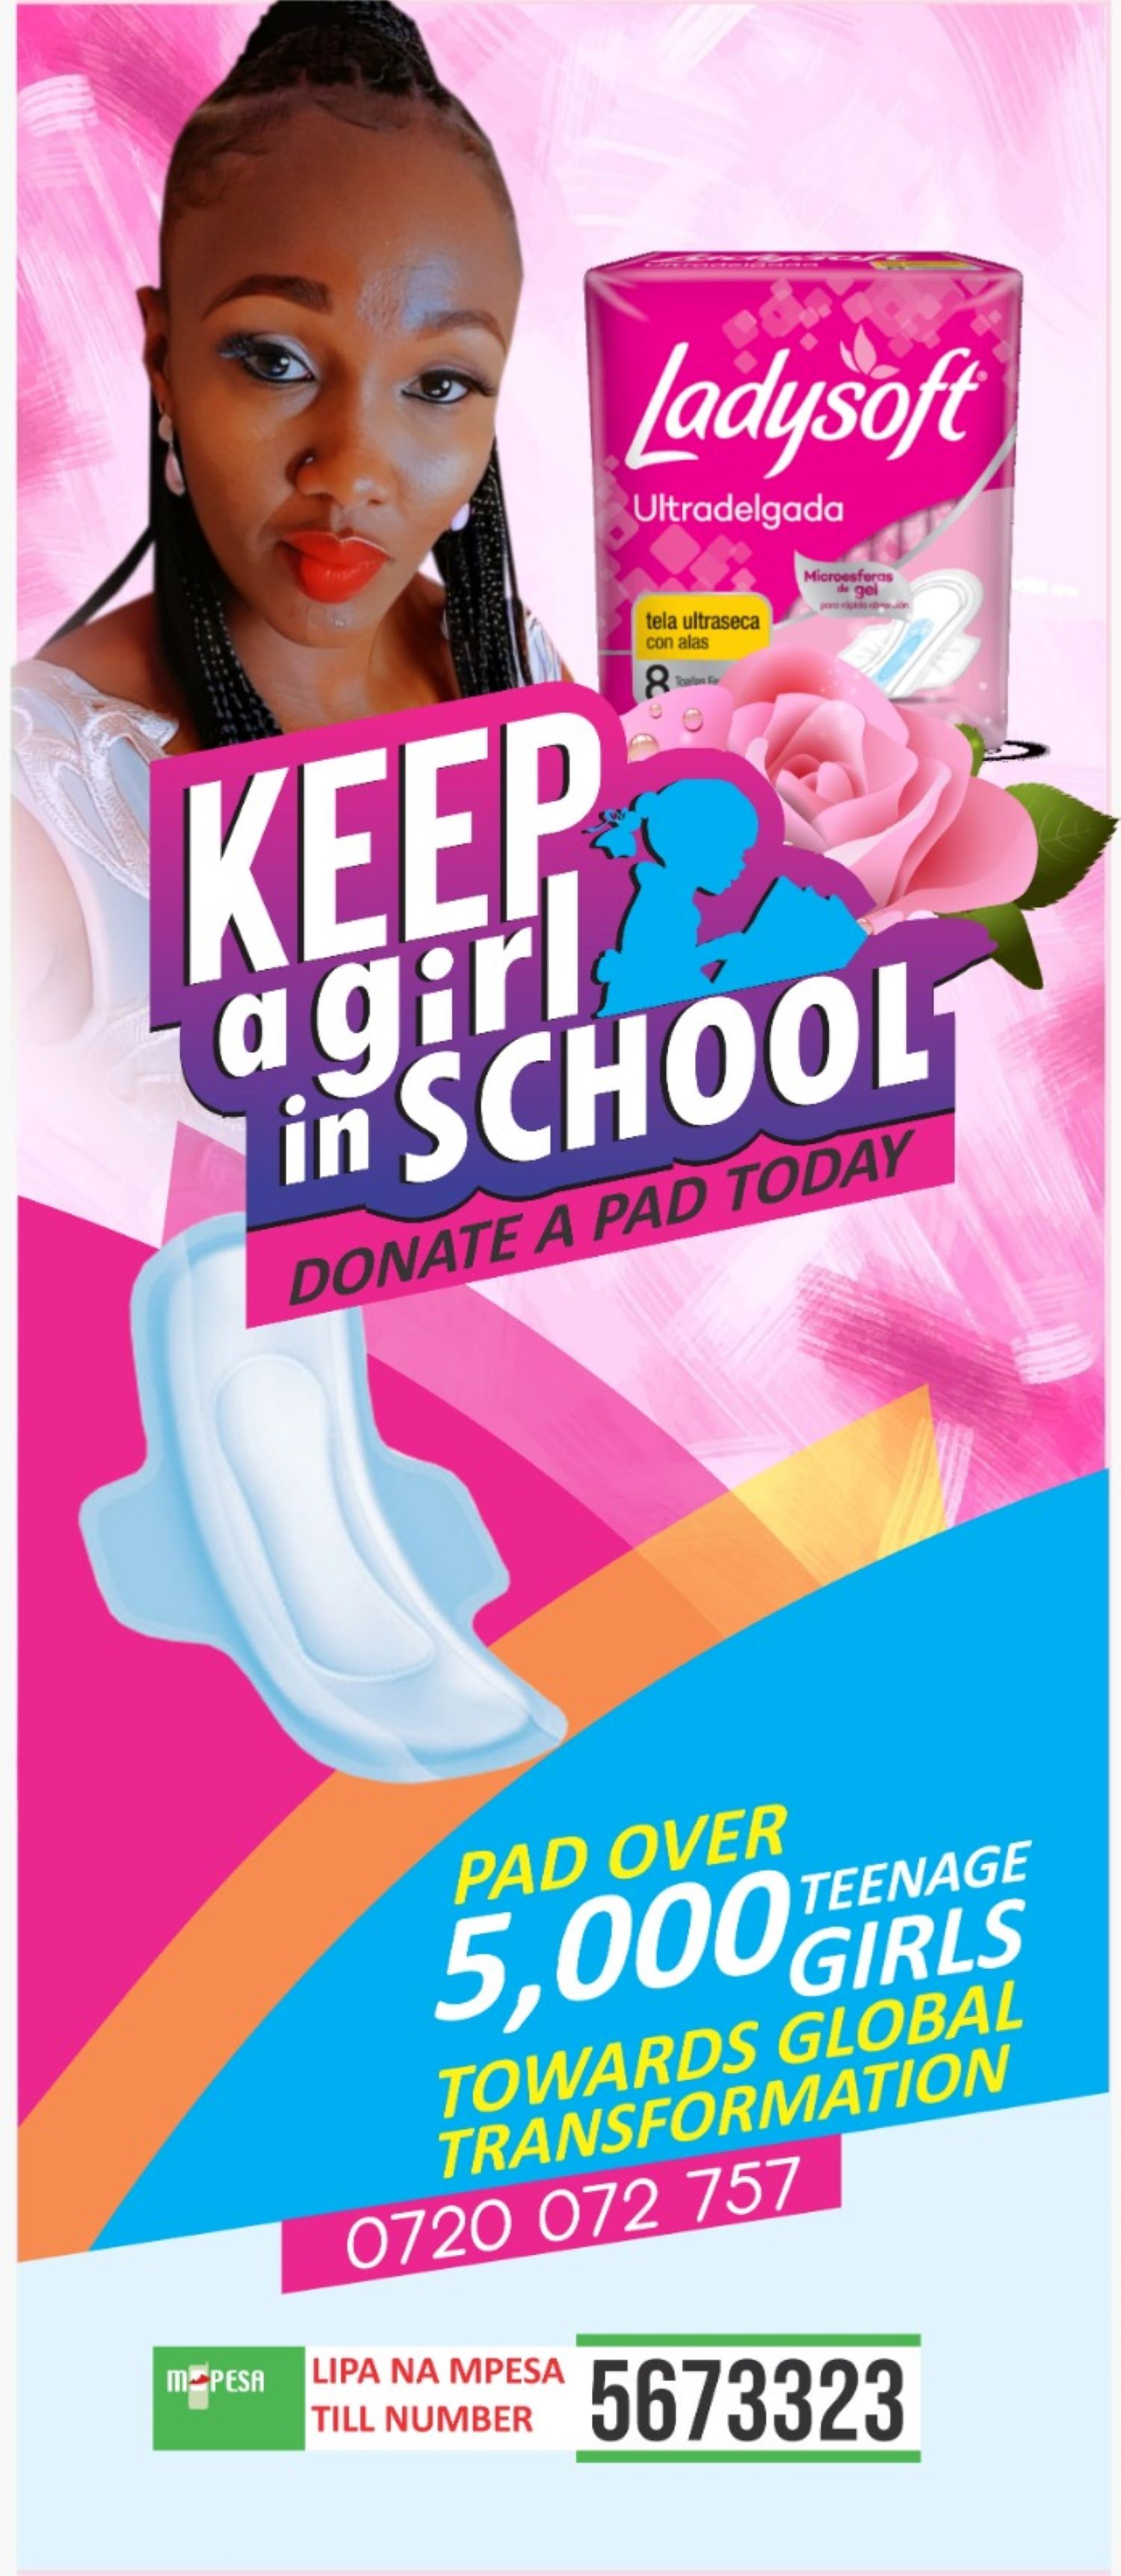 Ladysoft
Ultradelgada
tela ultraseca
con alas
8
Microesferas
de gel
KEEP
a girl
in SCHOOL
DONATE A PAD TODAY
PAD OVER
5,000 TEENAGE GIRLS
TOWARDS GLOBAL
TRANSFORMATION
0720 072 757
m-PESA
LIPA NA MPESA
TILL NUMBER
5673323